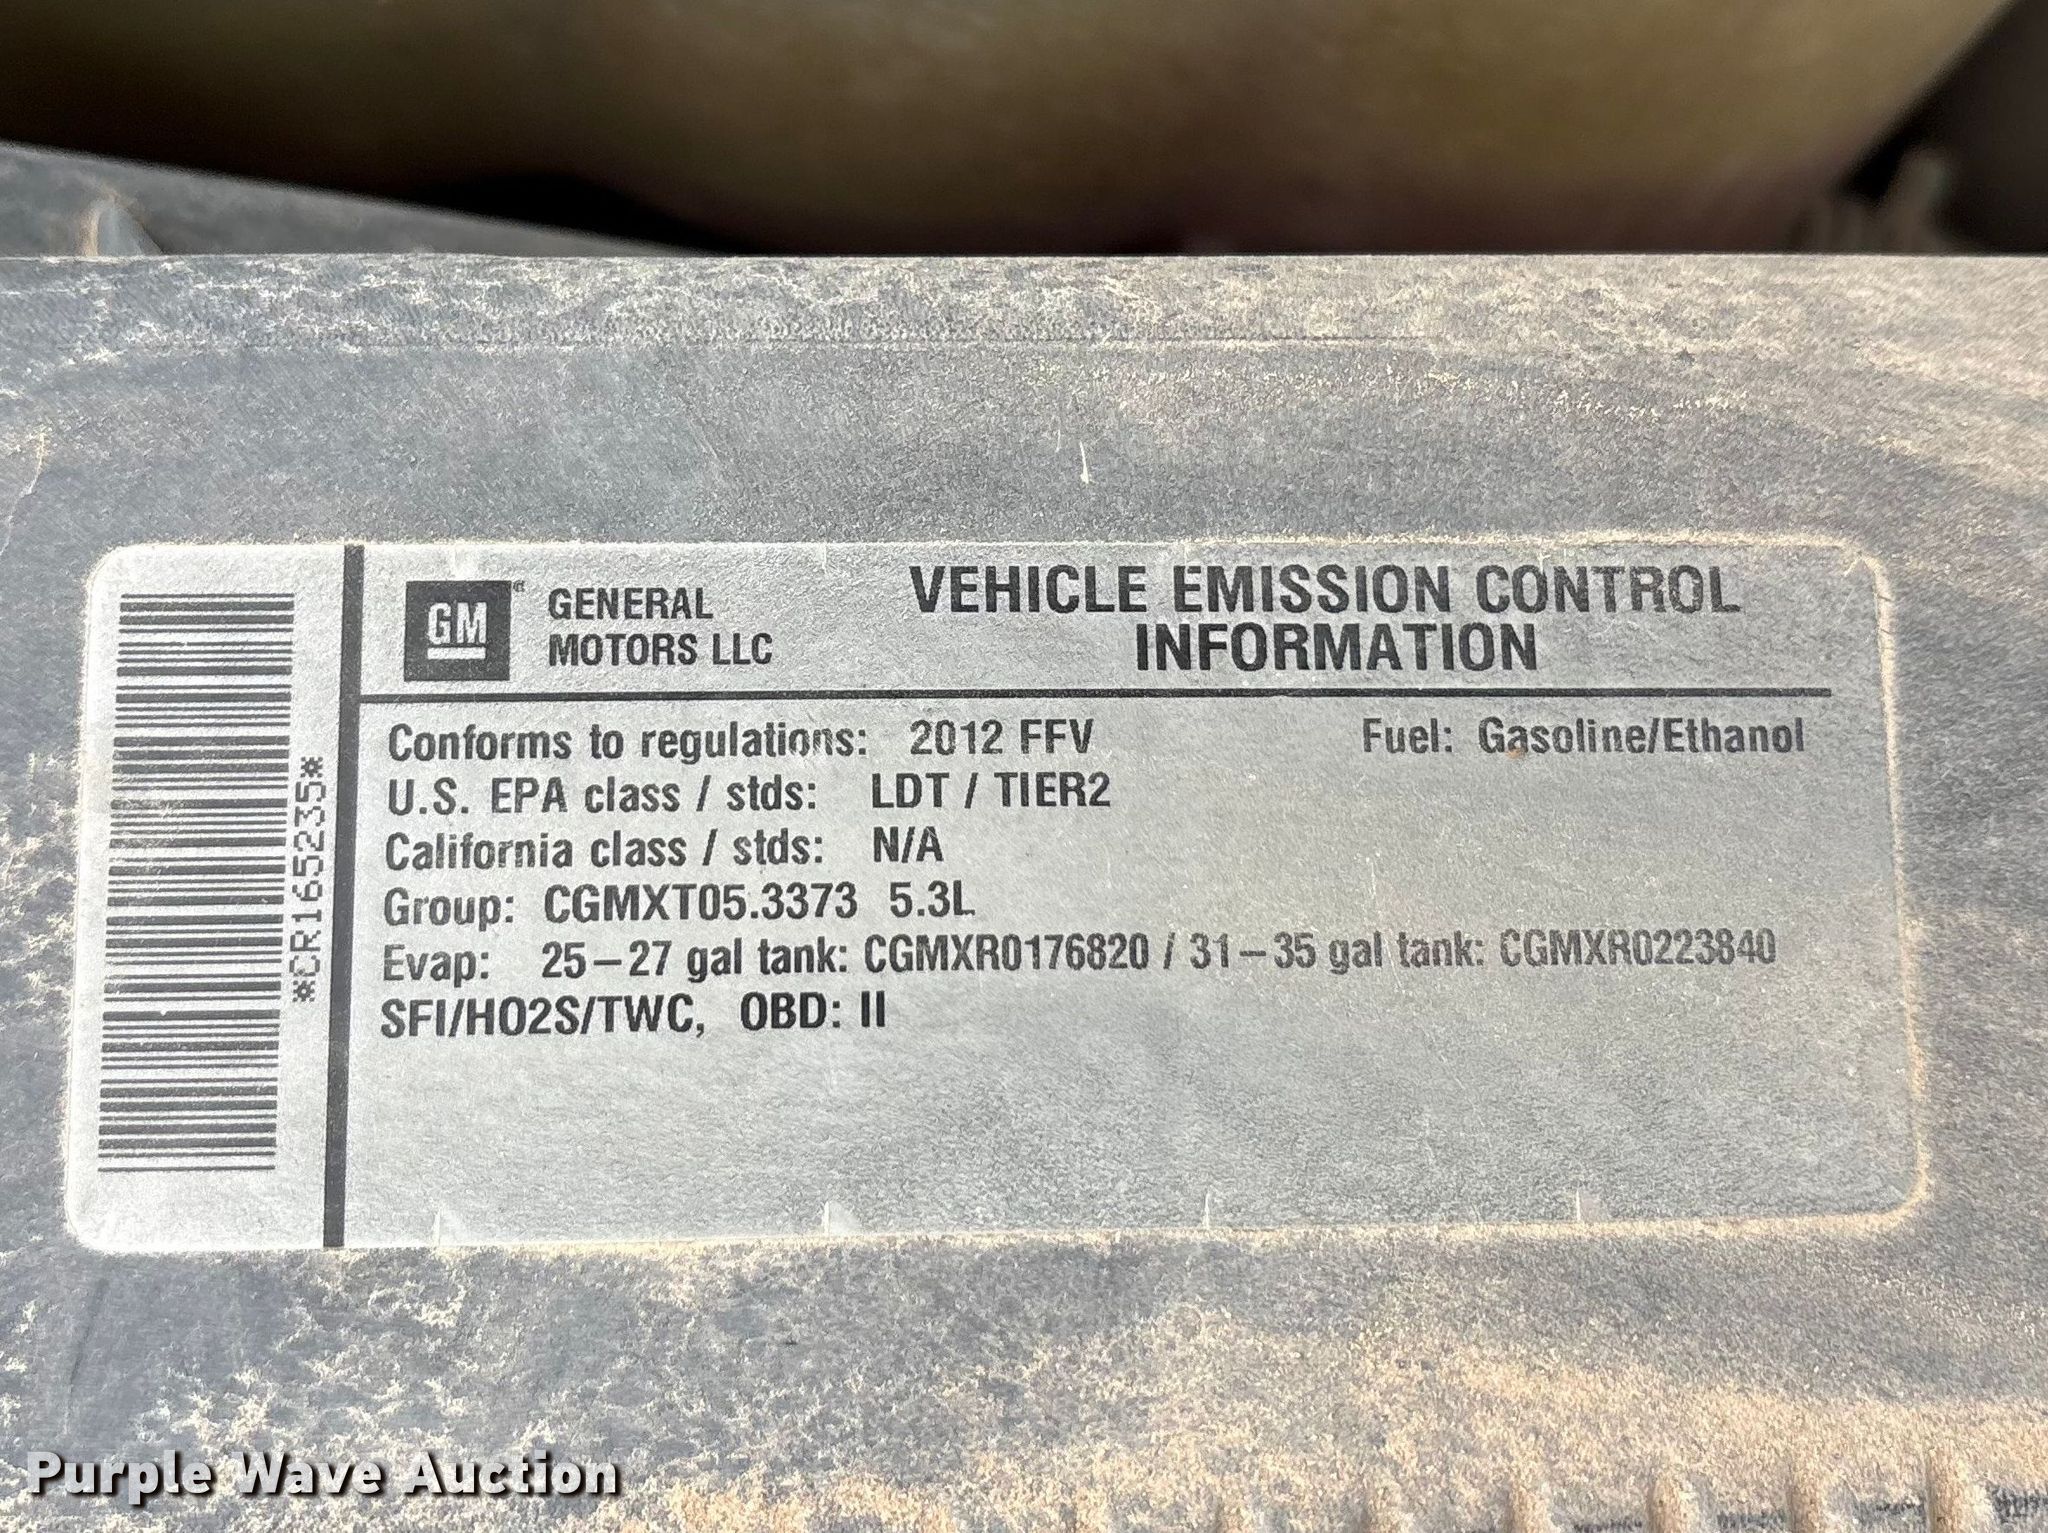 GM
GENERAL
MOTORS LLC
VEHICLE EMISSION CONTROL
INFORMATION
Conforms to regulations: 2012 FFV Fuel: Gasoline/Ethanol
U.S. EPA class / stds: LDT / TIER2
California class / stds: N/A
Group: CGMXT05.3373 5.3L
Evap: 25–27 gal tank: CGMXR0176820 / 31–35 gal tank: CGMXR0223840
SFI/HO2S/TWC, OBD: II
*CR165235*
Purple Wave Auction